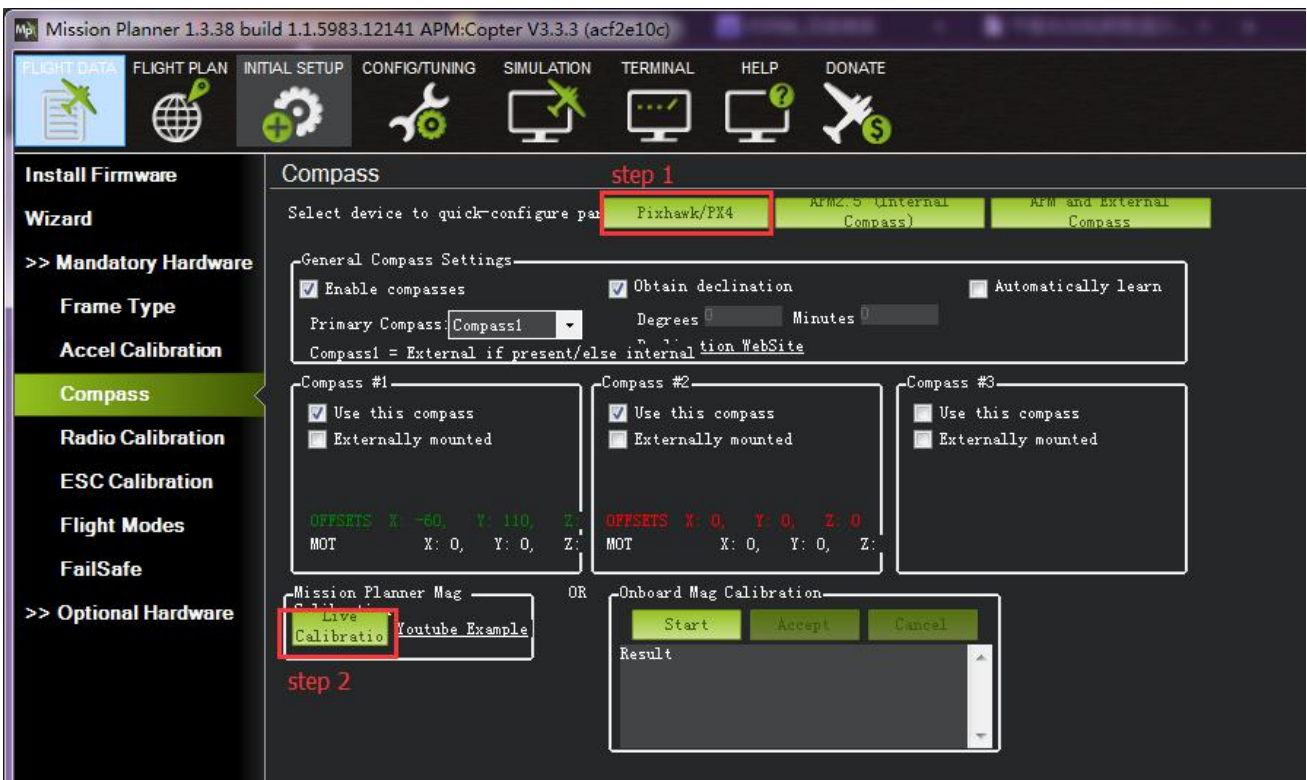 Mission Planner 1.3.38 build 1.1.5983.12141 APM:Copter V3.3.3 (acf2e10c)
FLIGHT DATA FLIGHT PLAN INITIAL SETUP CONFIG/TUNING SIMULATION TERMINAL HELP DONATE
Install Firmware
Wizard
>> Mandatory Hardware
Frame Type
Accel Calibration
Compass
Radio Calibration
ESC Calibration
Flight Modes
FailSafe
>> Optional Hardware
Compass
step 1
Select device to quick-configure par
Pixhawk/PX4
APM2.5 (Internal
Compass)
APM and External
Compass
General Compass Settings
Enable compasses
Obtain declination
Automatically learn
Primary Compass: Compass1
Degrees 0 Minutes 0
Compass1 = External if present/else internal
tion WebSite
Compass #1
Use this compass
Externally mounted
OFFSETS X: -60, Y: 110, Z:
MOT X: 0, Y: 0, Z:
Compass #2
Use this compass
Externally mounted
OFFSETS X: 0, Y: 0, Z: 0
MOT X: 0, Y: 0, Z:
Compass #3
Use this compass
Externally mounted
Mission Planner Mag
Live
Calibratio
Youtube Example
step 2
OR
Onboard Mag Calibration
Start Accept Cancel
Result